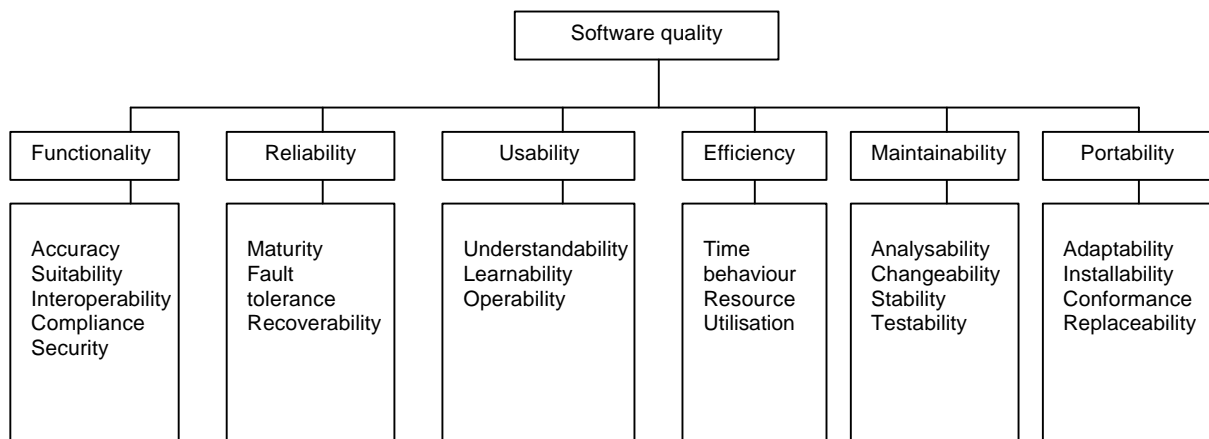 Software quality
Functionality
Reliability
Usability
Efficiency
Maintainability
Portability
Accuracy
Suitability
Interoperability
Compliance
Security
Maturity
Fault
tolerance
Recoverability
Understandability
Learnability
Operability
Time
behaviour
Resource
Utilisation
Analysability
Changeability
Stability
Testability
Adaptability
Installability
Conformance
Replaceability